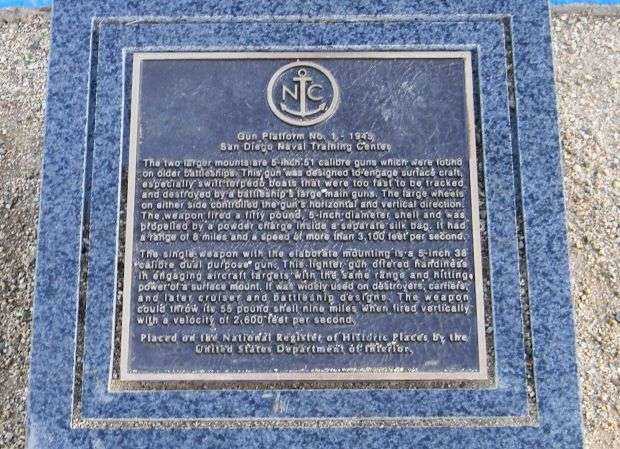 N C
Gun Platform No. 1 - 1945
San Diego Naval Training Center
The two larger mounts are 5-inch 51 calibre guns which were found
on older battleships. This gun was designed to engage surface craft,
especially swift torpedo boats that were too fast to be tracked
and destroyed by a battleship's large main guns. The large wheels
on either side controlled the gun's horizontal and vertical direction.
The weapon fired a fifty pound, 5-inch diameter shell and was
propelled by a powder charge inside a separate silk bag. It had
a range of 8 miles and a speed of more than 3,100 feet per second.
The single weapon with the elaborate mounting is a 5-inch 38
calibre dual purpose gun. This lighter gun offered handiness
in engaging aircraft targets with the same range and hitting
power of a surface mount. It was widely used on destroyers, carriers,
and later cruiser and battleship designs. The weapon
could throw its 55 pound shell nine miles when fired vertically
with a velocity of 2,600 feet per second.
Placed on the National Register of Historic Places by the
United States Department of Interior.